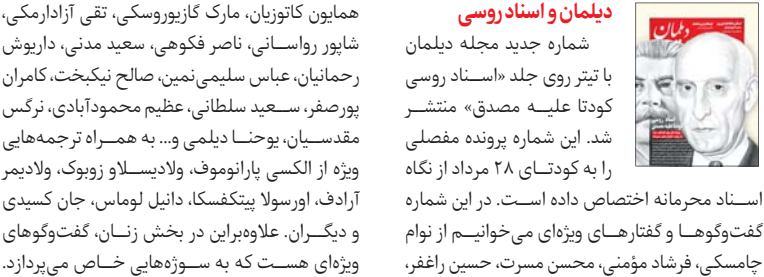 دیلمان و اسناد روسی
شماره جدید مجله دیلمان
با تیتر روی جلد «اسناد روسی
کودتا علیه مصدق» منتشر
شد. این شماره پرونده مفصلی
را به کودتای ۲۸ مرداد از نگاه
اسناد محرمانه اختصاص داده است. در این شماره
گفت‌وگوها و گفتارهای ویژه‌ای می‌خوانیم از نوام
چامسکی، فرشاد مؤمنی، محسن مسرت، حسین راغفر،
همایون کاتوزیان، مارک گازیوروسکی، تقی آزادارمکی،
شاپور رواسانی، ناصر فکوهی، سعید مدنی، داریوش
رحمانیان، عباس سلیمی‌نمین، صالح نیکبخت، کامران
پورصفر، سعید سلطانی، عظیم محمودآبادی، نرگس
مقدسیان، یوحنا دیلمی و... به همراه ترجمه‌هایی
ویژه از الکسی پارانوموف، ولادیسلاو زوبوک، ولادیمر
آرادف، اورسولا پیتکفسکا، دانیل لوماس، جان کسیدی
و دیگران. علاوه‌براین در بخش زنان، گفت‌وگوهای
ویژه‌ای هست که به سوژه‌هایی خاص می‌پردازد.
دیلمان